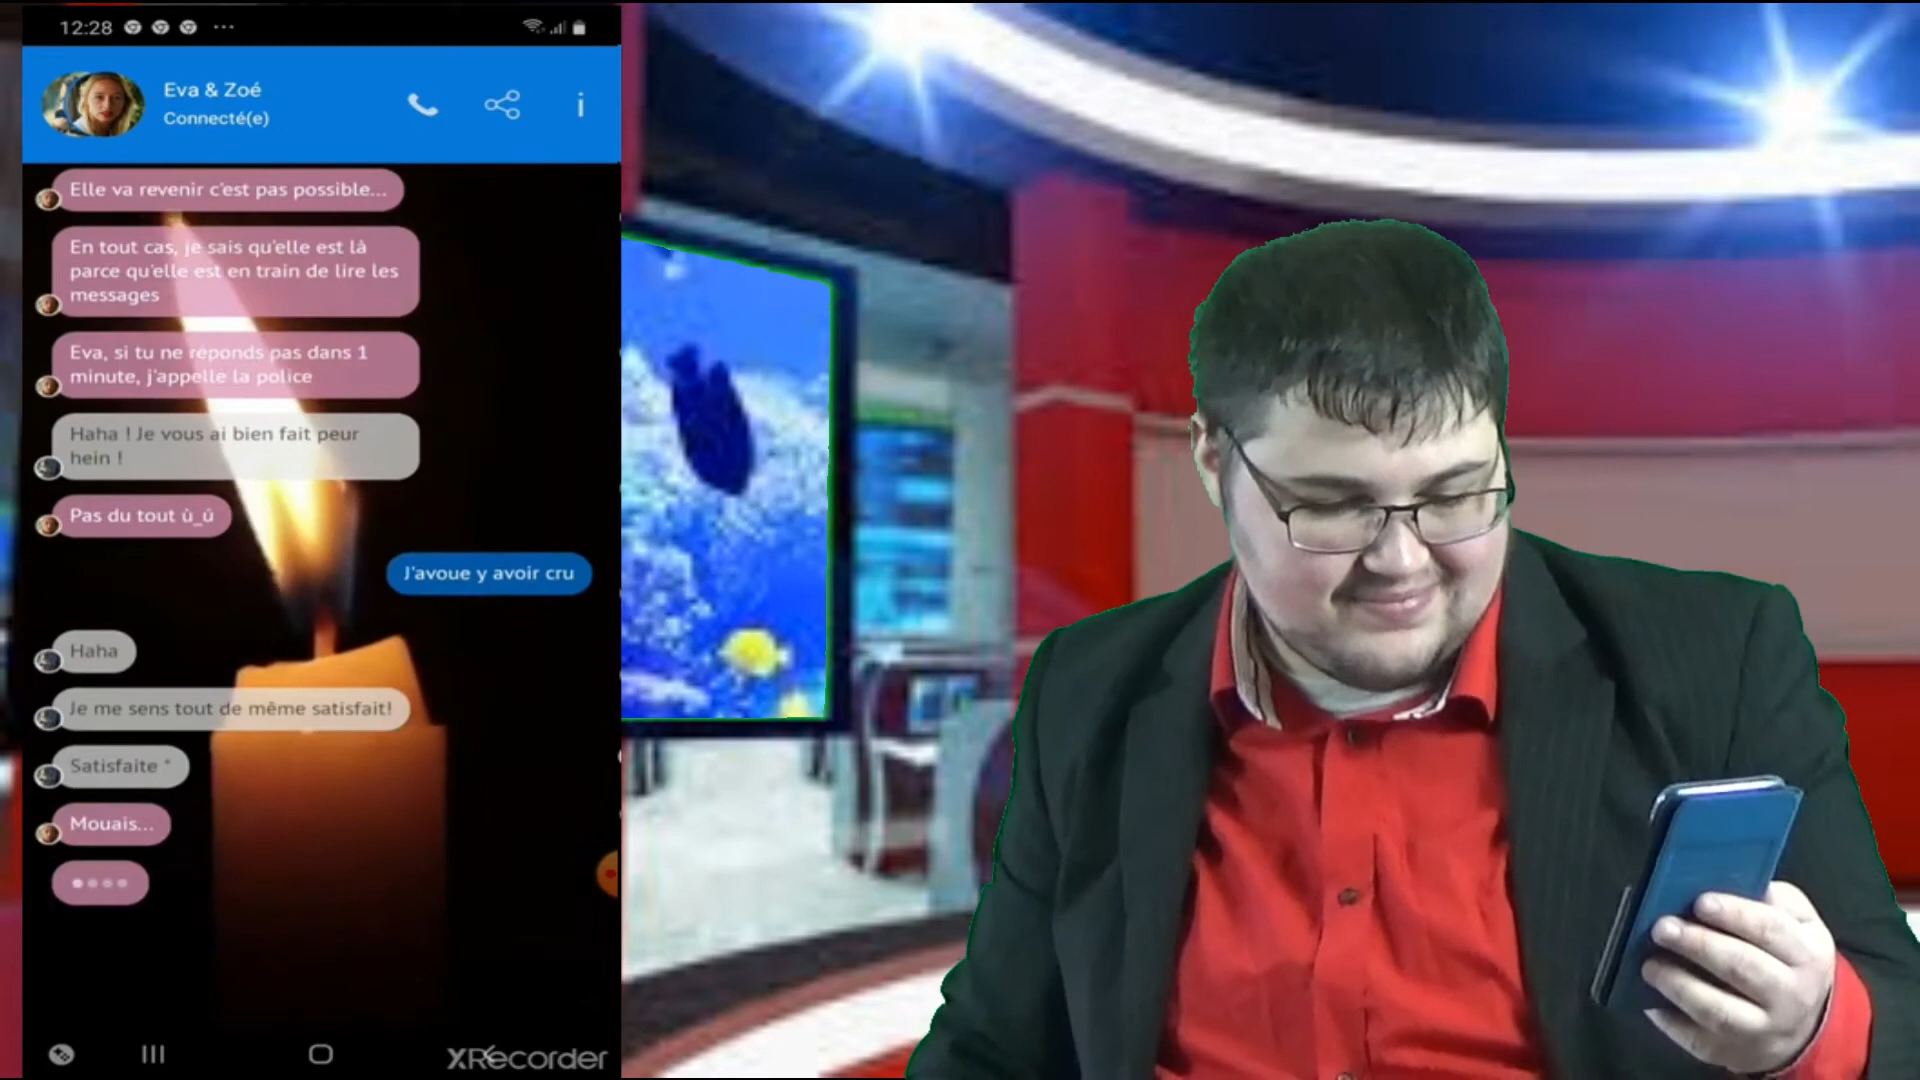 12:28
Eva & Zoé
Connecté(e)
Elle va revenir c'est pas possible...
En tout cas, je sais qu'elle est là
parce qu'elle est en train de lire les
messages
Eva, si tu ne réponds pas dans 1
minute, j'appelle la police
Haha ! Je vous ai bien fait peur
hein !
Pas du tout ù_ú
J'avoue y avoir cru
Haha
Je me sens tout de même satisfait!
Satisfaite *
Mouais...
XRecorder